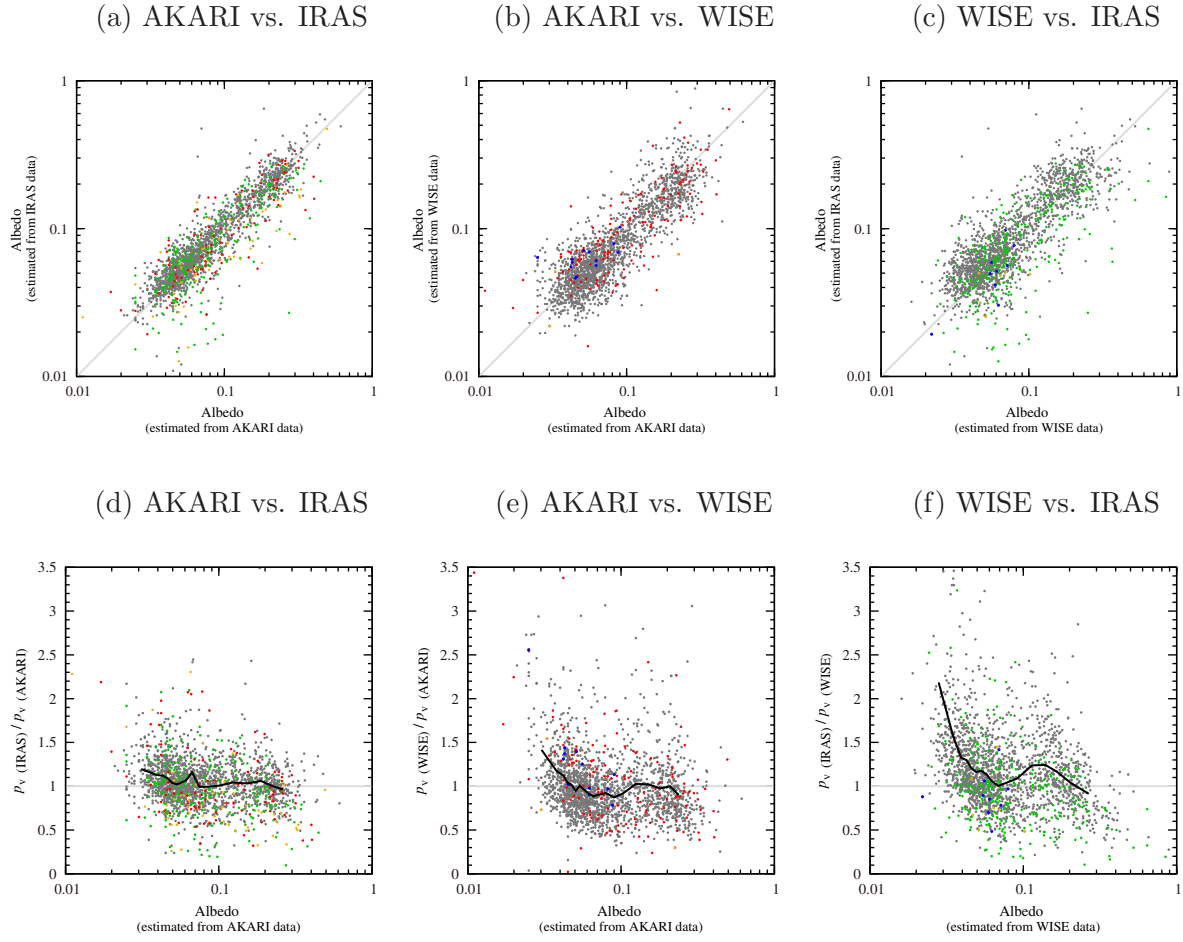 (a) AKARI vs. IRAS
(b) AKARI vs. WISE
(c) WISE vs. IRAS
1
0.1
0.01
Albedo
(estimated from IRAS data)
0.01
0.1
1
Albedo
(estimated from AKARI data)
1
0.1
0.01
Albedo
(estimated from WISE data)
0.01
0.1
1
Albedo
(estimated from AKARI data)
1
0.1
0.01
Albedo
(estimated from IRAS data)
0.01
0.1
1
Albedo
(estimated from WISE data)
(d) AKARI vs. IRAS
(e) AKARI vs. WISE
(f) WISE vs. IRAS
3.5
3
2.5
2
1.5
1
0.5
0
pv (IRAS) / pv (AKARI)
0.01
0.1
1
Albedo
(estimated from AKARI data)
3.5
3
2.5
2
1.5
1
0.5
0
pv (WISE) / pv (AKARI)
0.01
0.1
1
Albedo
(estimated from AKARI data)
3.5
3
2.5
2
1.5
1
0.5
0
pv (IRAS) / pv (WISE)
0.01
0.1
1
Albedo
(estimated from WISE data)